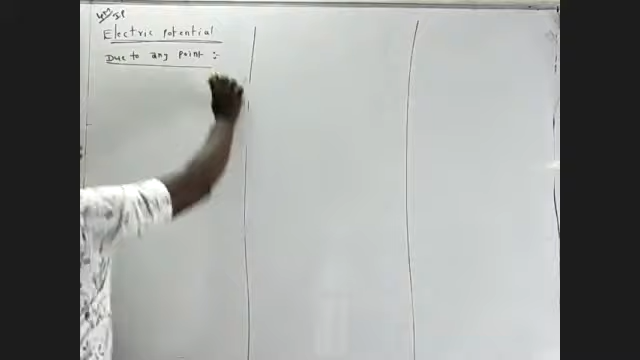 Electric potential
Due to any point :-